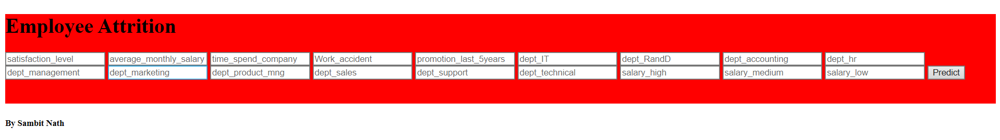 Employee Attrition
satisfaction_level average_monthly_salary time_spend_company Work_accident promotion_last_5years dept_IT dept_RandD dept_accounting dept_hr
dept_management dept_marketing dept_product_mng dept_sales dept_support dept_technical salary_high salary_medium salary_low Predict
By Sambit Nath